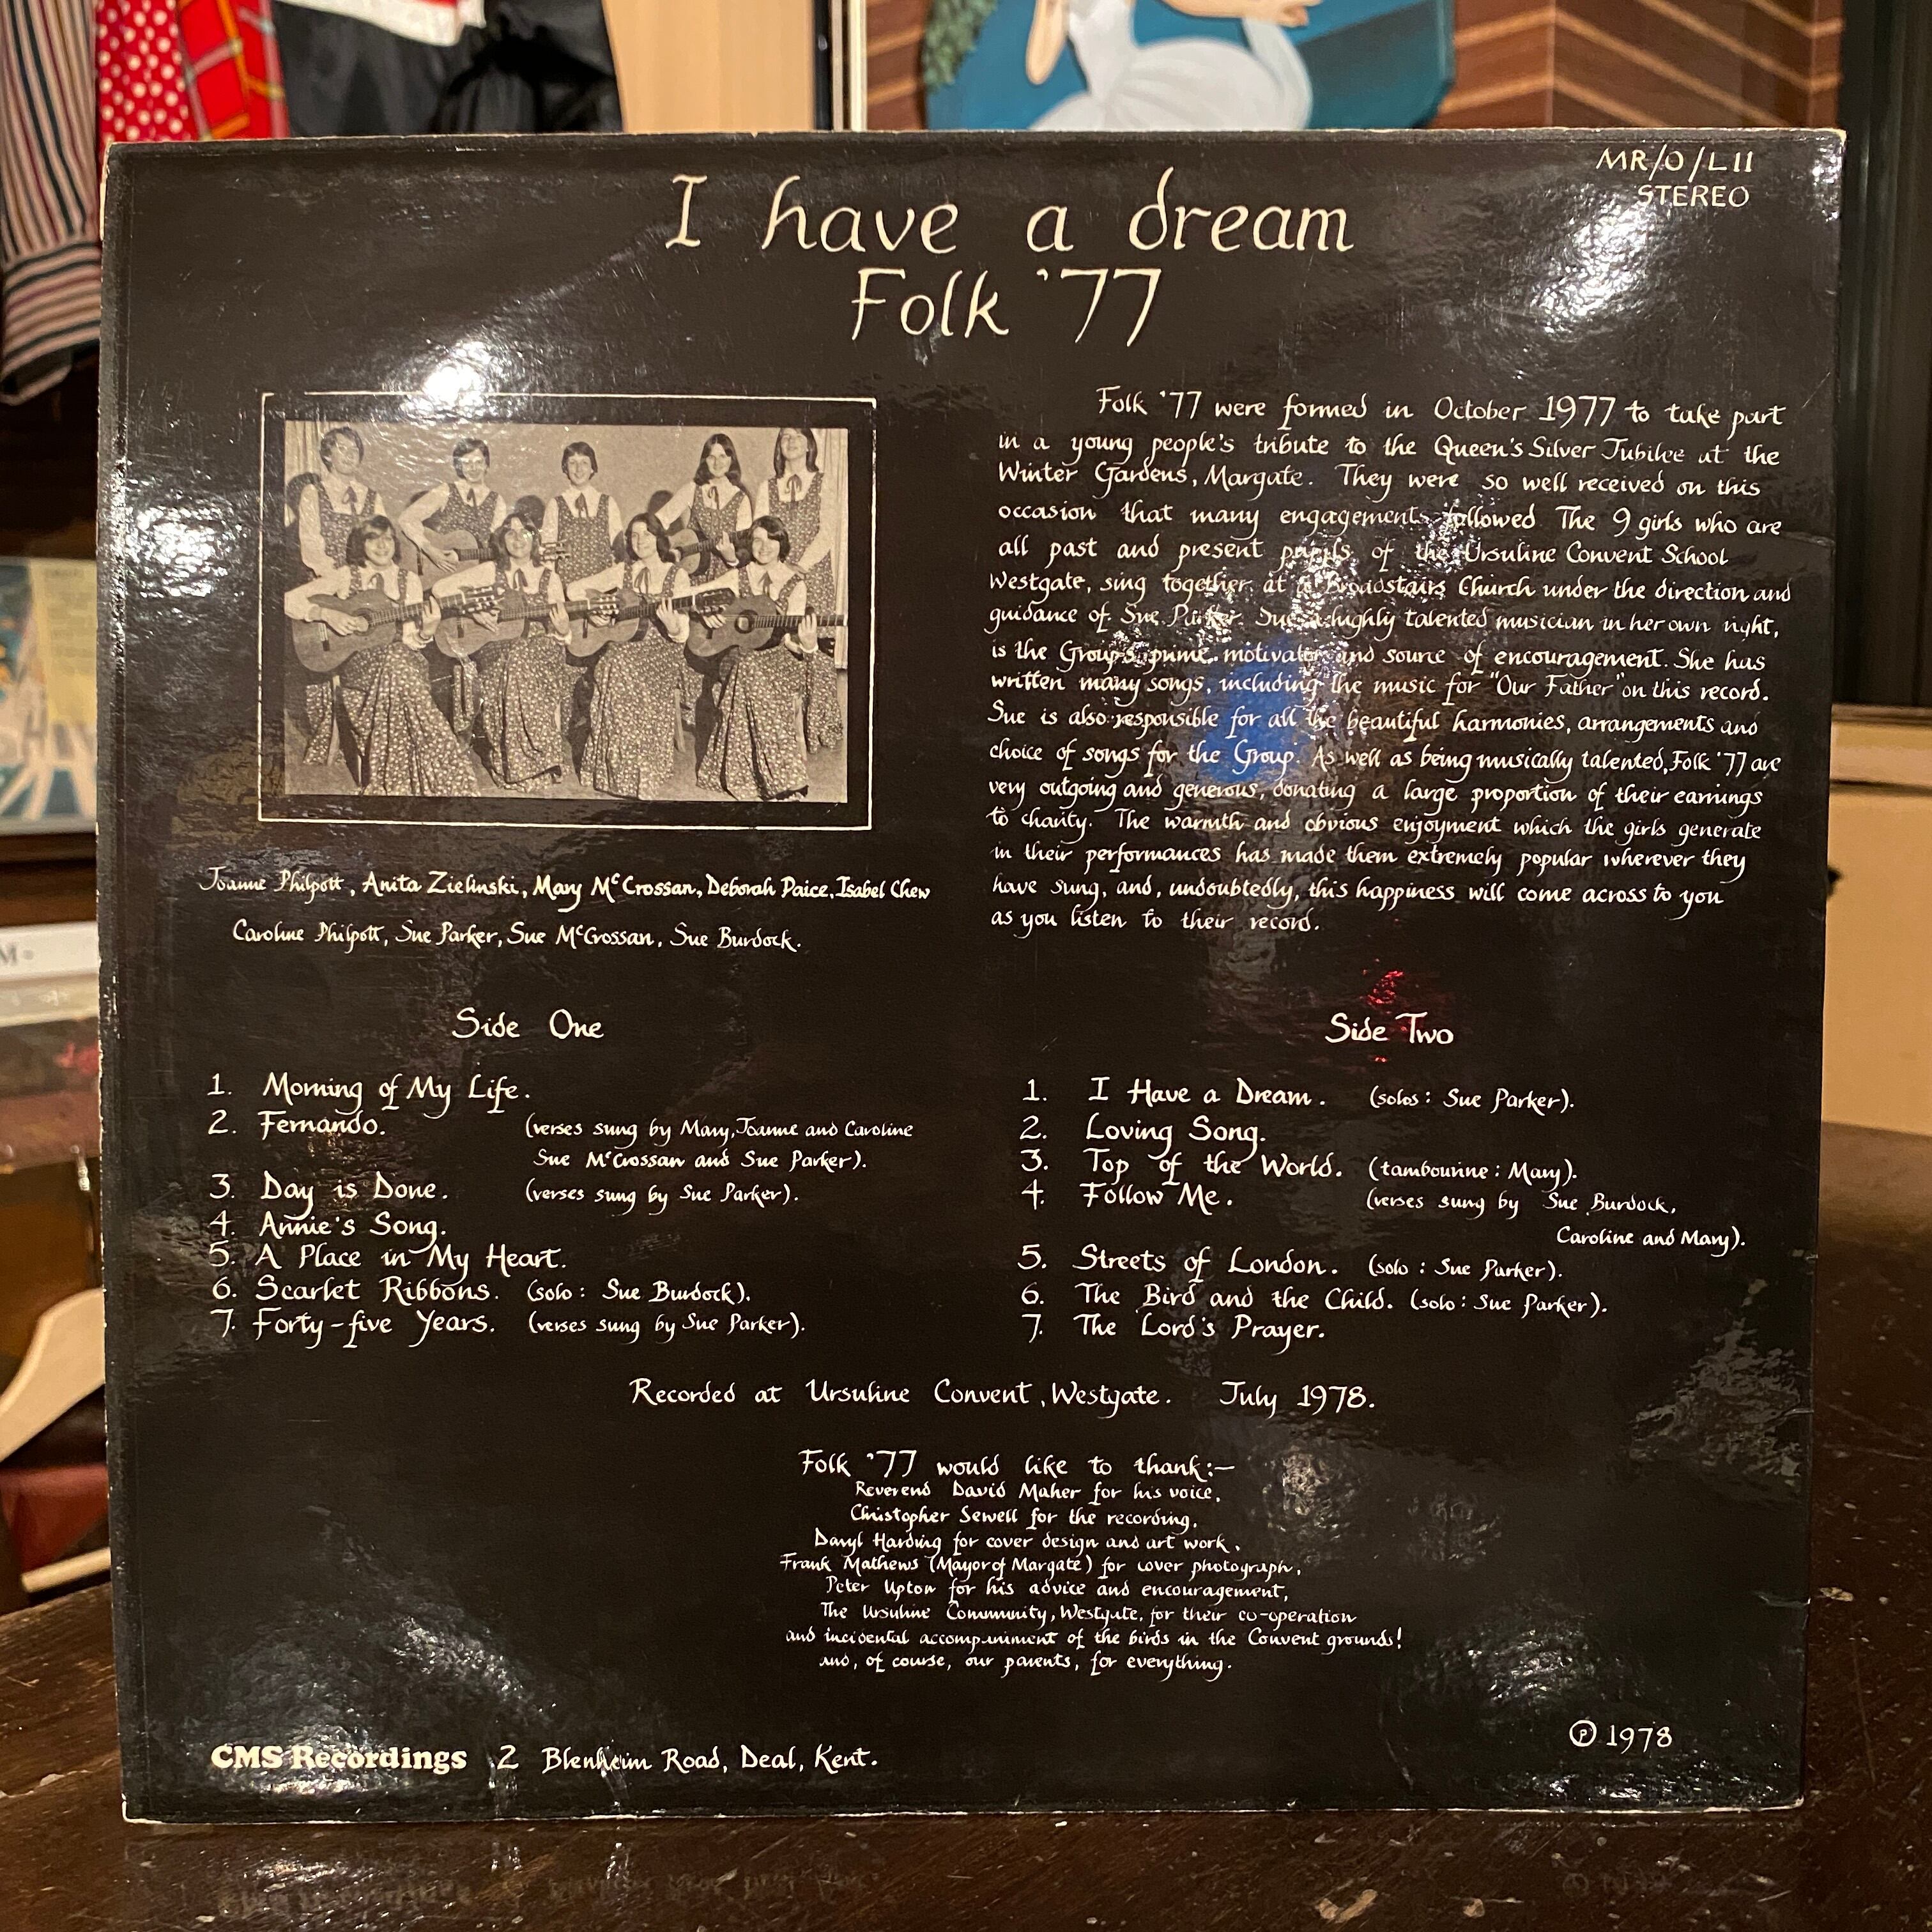 MR/O/L11
STEREO
I have a dream
Folk '77
Folk '77 were formed in October 1977 to take part
in a young people's tribute to the Queen's Silver Jubilee at the
Winter Gardens, Margate. They were so well received on this
occasion that many engagements followed The 9 girls who are
all past and present pupils of the Ursuline Convent School
Westgate, sing together at a Broadstairs Church under the direction and
guidance of Sue Parker. Sue, a highly talented musician in her own right,
is the Group's prime motivator and source of encouragement. She has
written many songs, including the music for "Our Father" on this record.
Sue is also responsible for all the beautiful harmonies, arrangements and
choice of songs for the Group. As well as being musically talented, Folk '77 are
very outgoing and generous, donating a large proportion of their earnings
to charity. The warmth and obvious enjoyment which the girls generate
in their performances has made them extremely popular wherever they
have sung, and, undoubtedly, this happiness will come across to you
as you listen to their record.
Joanne Philpott, Anita Zielinski, Mary McCrossan, Deborah Paice, Isabel Chew
Caroline Philpott, Sue Parker, Sue McCrossan, Sue Burdock.
Side One
1. Morning of My Life.
2. Fernando. (verses sung by Mary, Joanne and Caroline
Sue McCrossan and Sue Parker).
3. Day is Done. (verses sung by Sue Parker).
4. Annie's Song.
5. A Place in My Heart.
6. Scarlet Ribbons. (solo: Sue Burdock).
7. Forty-five Years. (verses sung by Sue Parker).
Side Two
1. I Have a Dream. (solos: Sue Parker).
2. Loving Song.
3. Top of the World. (tambourine: Mary).
4. Follow Me. (verses sung by Sue Burdock,
Caroline and Mary).
5. Streets of London. (solo: Sue Parker).
6. The Bird and the Child. (solo: Sue Parker).
7. The Lord's Prayer.
Recorded at Ursuline Convent, Westgate. July 1978.
Folk '77 would like to thank:-
Reverend David Maher for his voice,
Christopher Sewell for the recording,
Daryl Harding for cover design and art work,
Frank Mathews (Mayor of Margate) for cover photograph,
Peter Upton for his advice and encouragement,
The Ursuline Community, Westgate, for their co-operation
and incidental accompaniment of the birds in the Convent grounds!
and, of course, our parents, for everything.
℗ 1978
CMS Recordings 2 Blenheim Road, Deal, Kent.